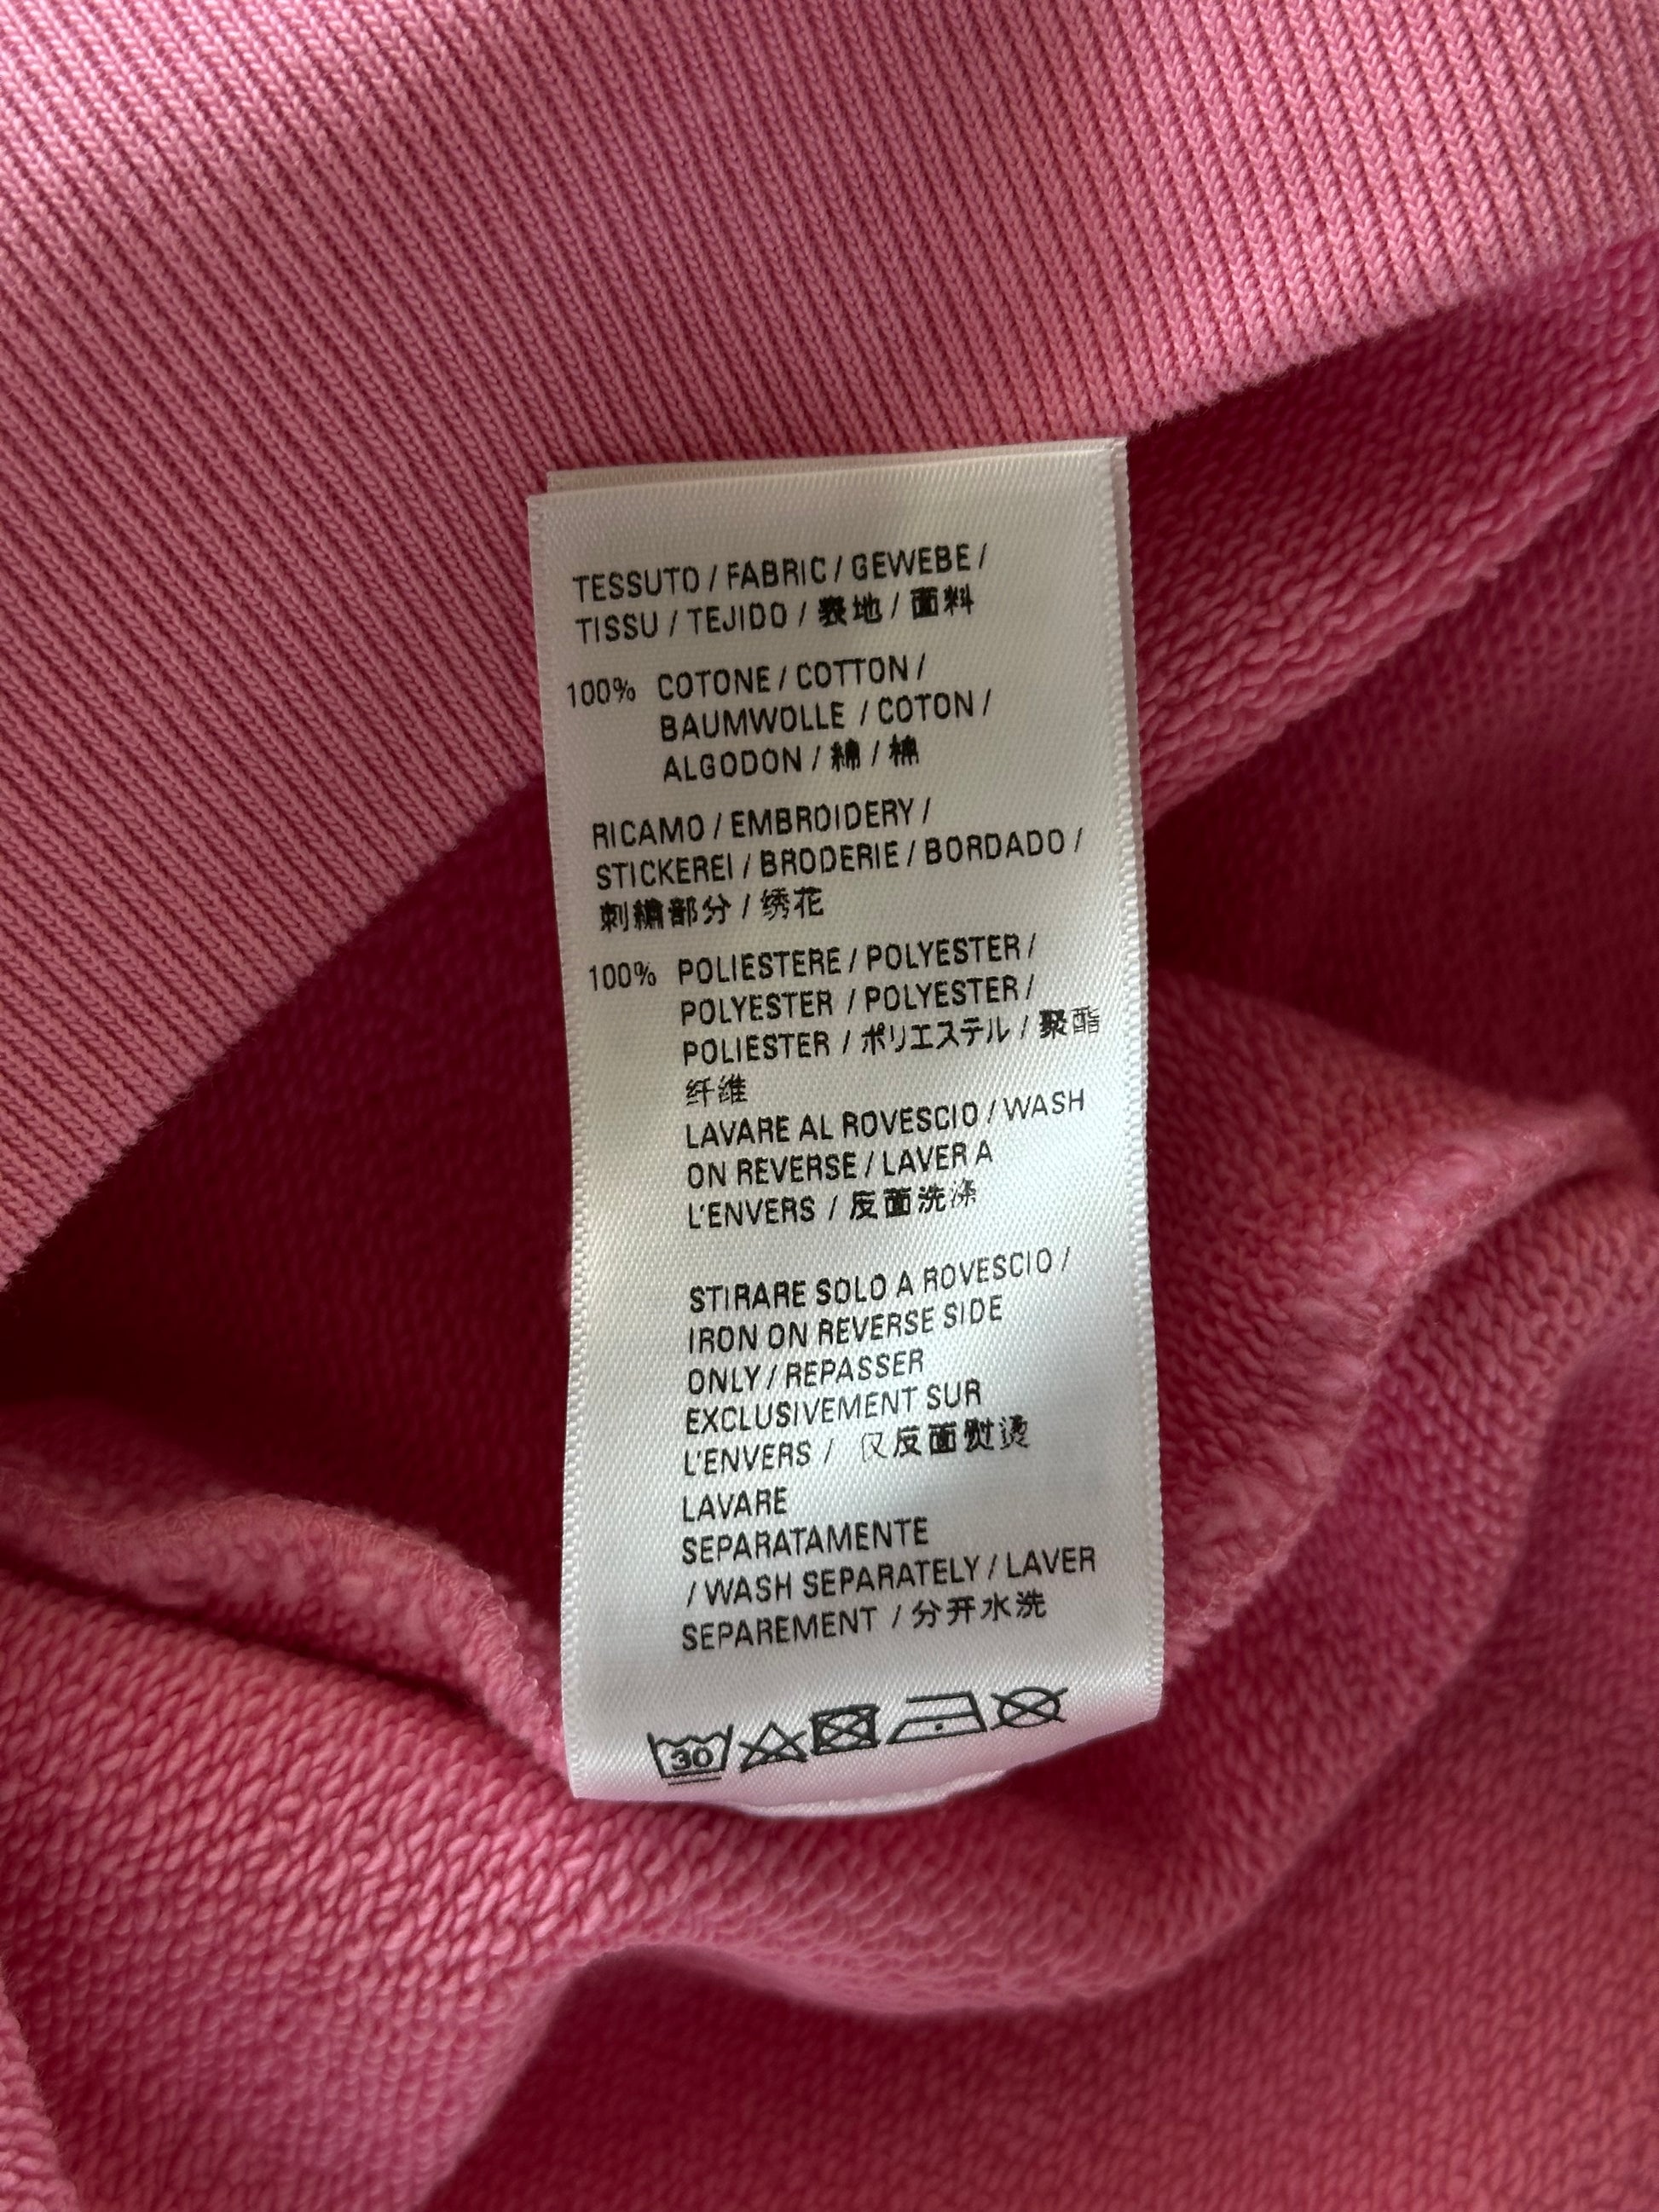 TESSUTO / FABRIC / GEWEBE /
TISSU / TEJIDO / 表地 / 面料
100% COTONE / COTTON /
BAUMWOLLE / COTON /
ALGODON / 綿 / 棉
RICAMO / EMBROIDERY /
STICKEREI / BRODERIE / BORDADO /
刺繍部分 / 绣花
100% POLIESTERE / POLYESTER /
POLYESTER / POLYESTER /
POLIESTER / ポリエステル / 聚酯
纤维
LAVARE AL ROVESCIO / WASH
ON REVERSE / LAVER A
L'ENVERS / 反面洗涤
STIRARE SOLO A ROVESCIO /
IRON ON REVERSE SIDE
ONLY / REPASSER
EXCLUSIVEMENT SUR
L'ENVERS / 仅反面熨烫
LAVARE
SEPARATAMENTE
/ WASH SEPARATELY / LAVER
SEPAREMENT / 分开水洗
30